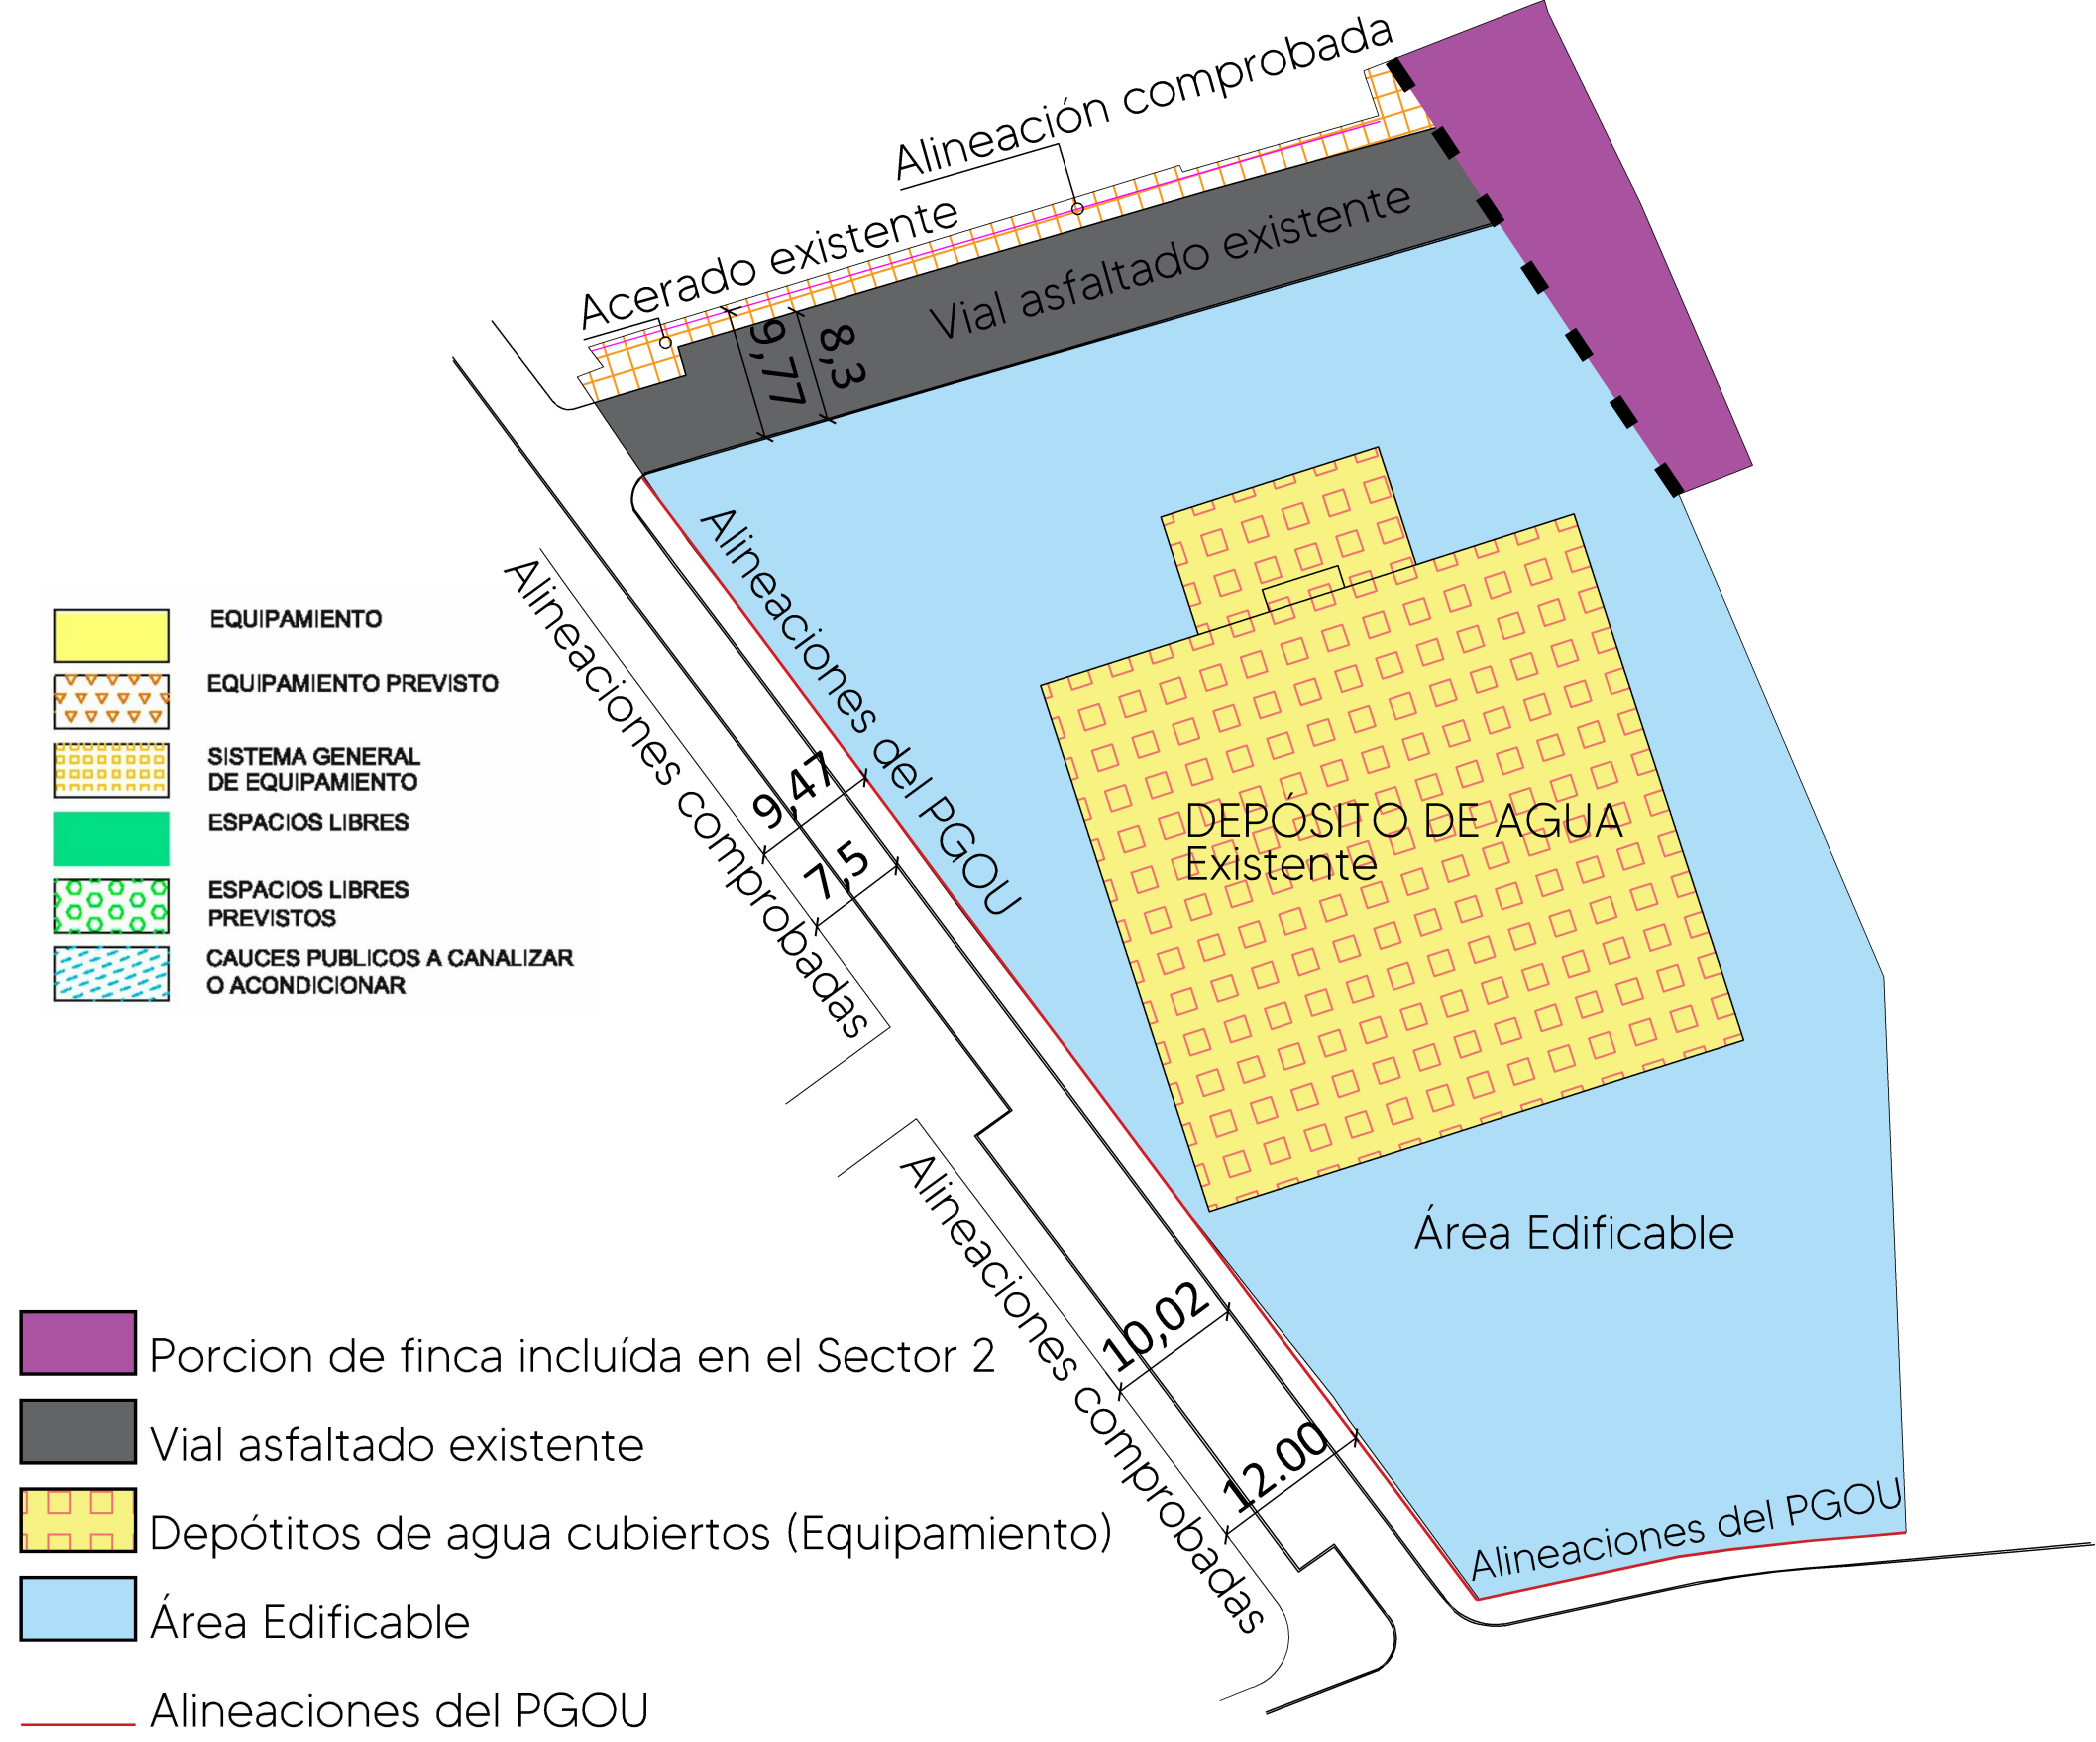 Alineación comprobada
Acerado existente
Vial asfaltado existente
9,77
8,3
Alineaciones del PGOU
Alineaciones comprobadas
9,47
7,5
EQUIPAMIENTO
EQUIPAMIENTO PREVISTO
SISTEMA GENERAL
DE EQUIPAMIENTO
ESPACIOS LIBRES
ESPACIOS LIBRES
PREVISTOS
CAUCES PUBLICOS A CANALIZAR
O ACONDICIONAR
DEPÓSITO DE AGUA
Existente
Área Edificable
Alineaciones comprobadas
10,02
12.00
Alineaciones del PGOU
Porcion de finca incluída en el Sector 2
Vial asfaltado existente
Depótitos de agua cubiertos (Equipamiento)
Área Edificable
Alineaciones del PGOU